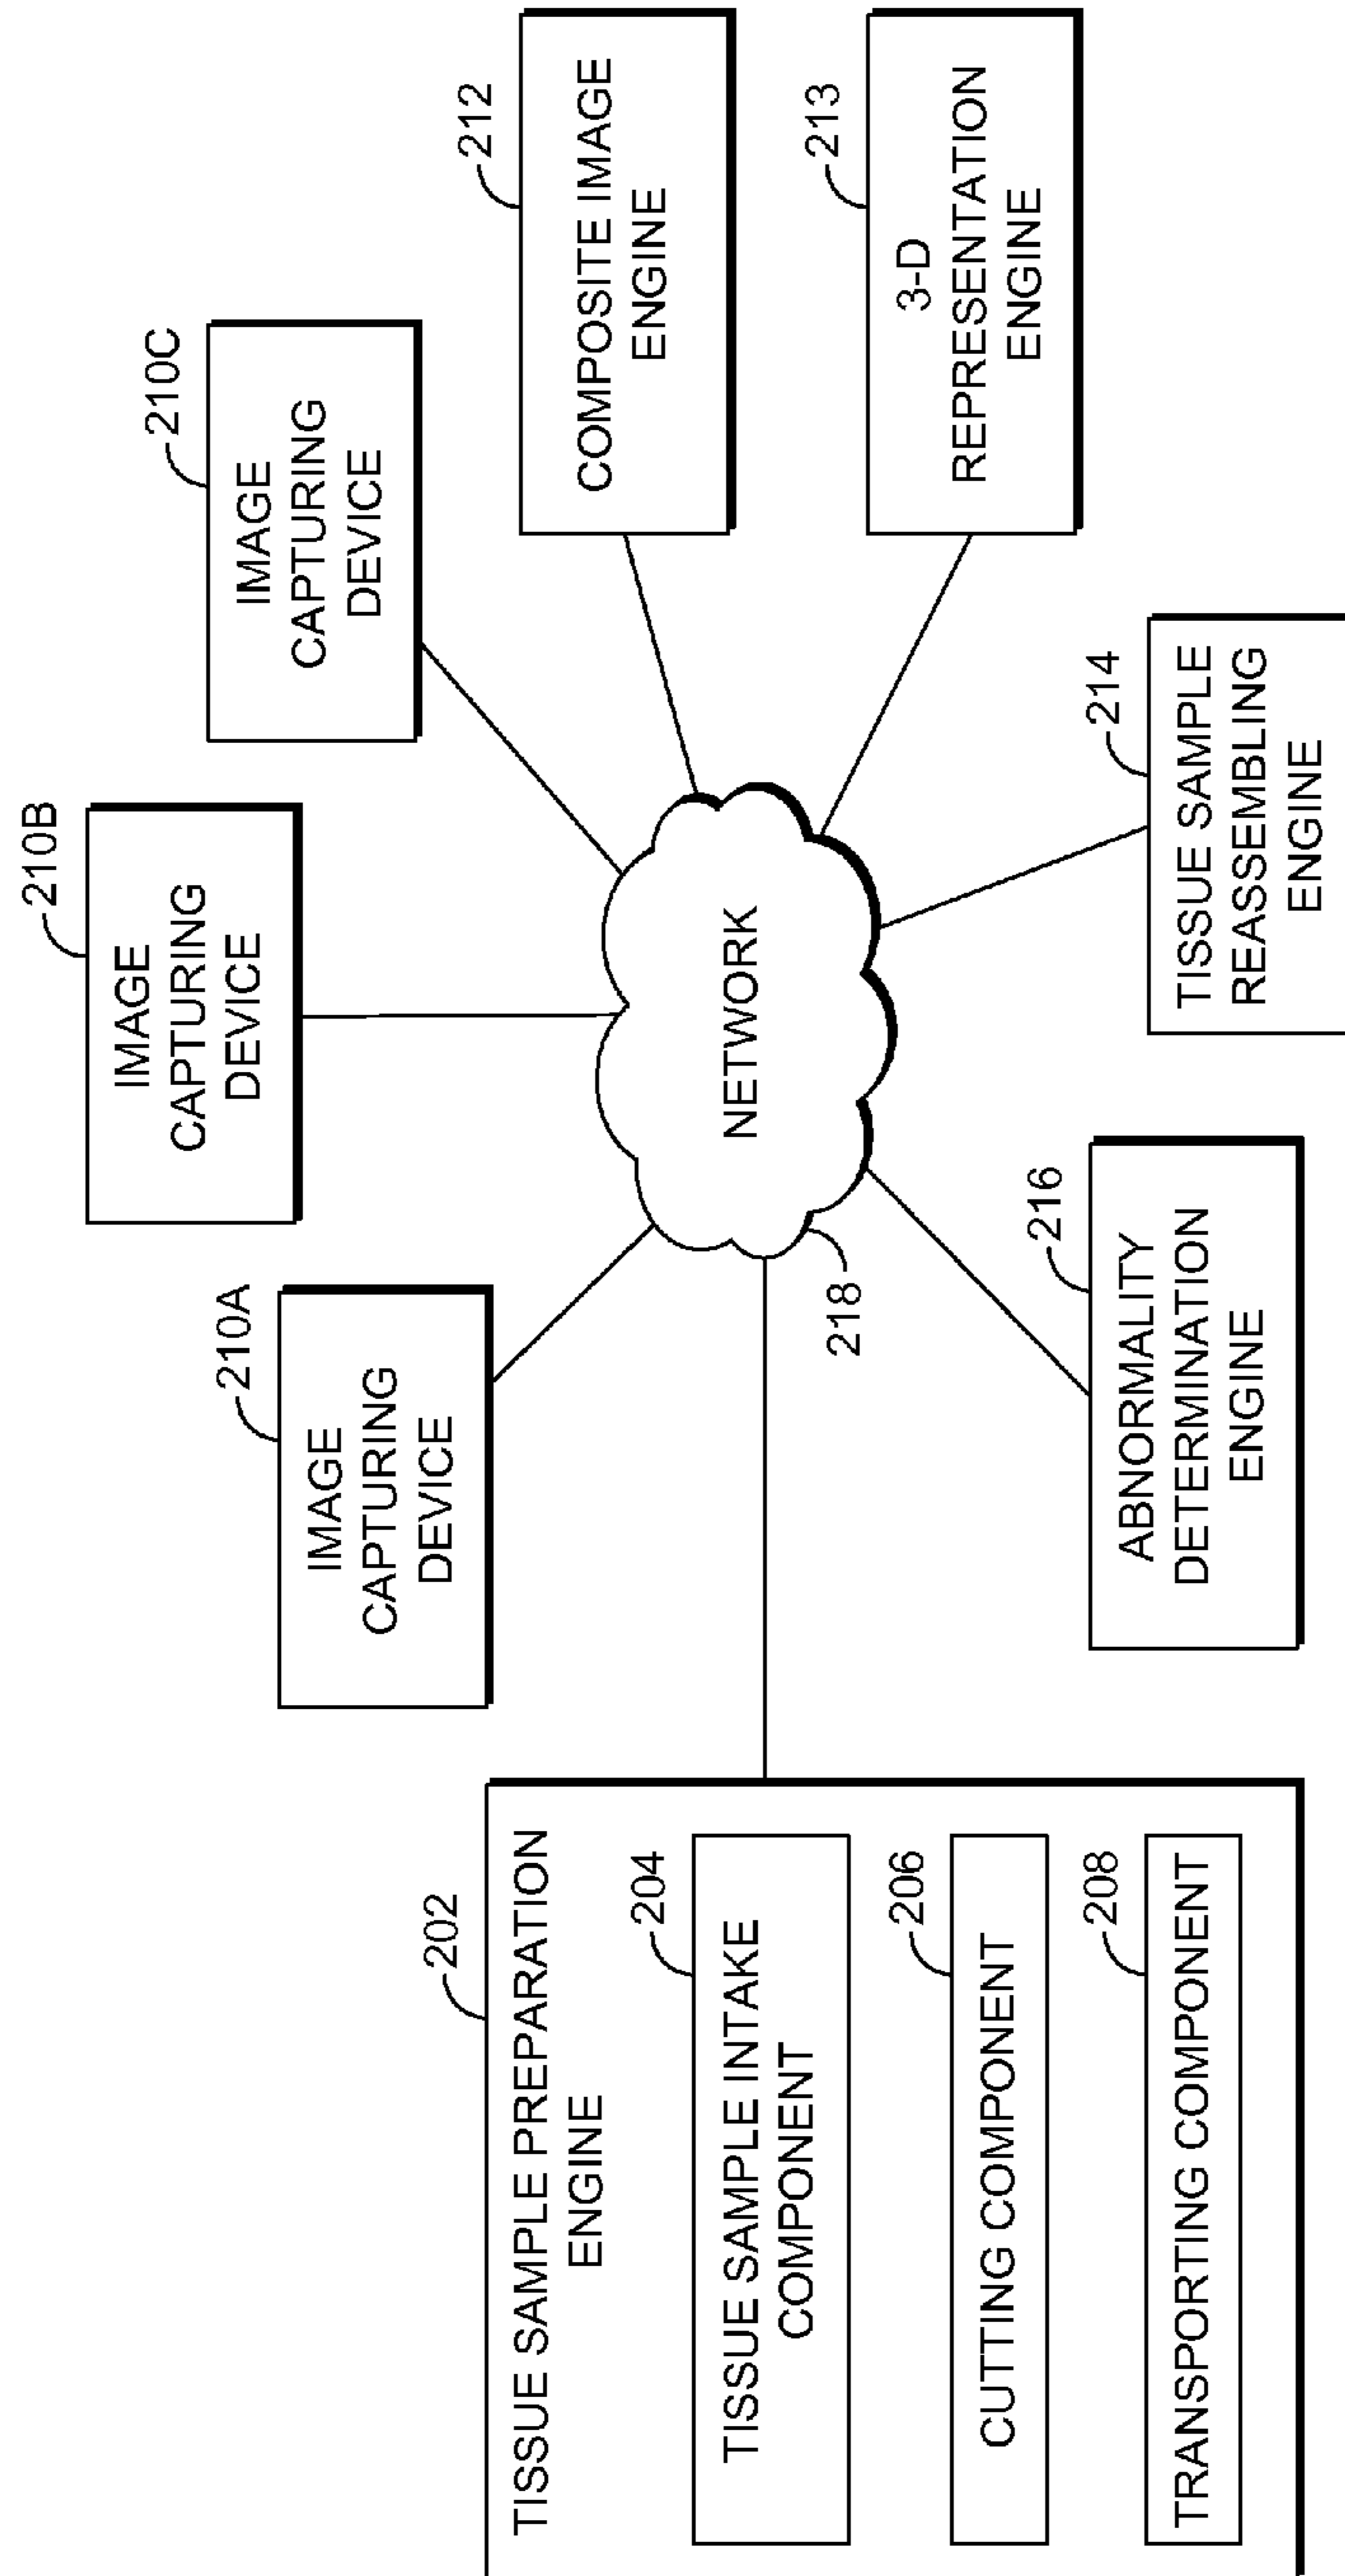 202
TISSUE SAMPLE PREPARATION
ENGINE
204
TISSUE SAMPLE INTAKE
COMPONENT
206
CUTTING COMPONENT
208
TRANSPORTING COMPONENT
210A
IMAGE
CAPTURING
DEVICE
210B
IMAGE
CAPTURING
DEVICE
210C
IMAGE
CAPTURING
DEVICE
212
COMPOSITE IMAGE
ENGINE
213
3-D
REPRESENTATION
ENGINE
NETWORK
218
214
TISSUE SAMPLE
REASSEMBLING
ENGINE
216
ABNORMALITY
DETERMINATION
ENGINE